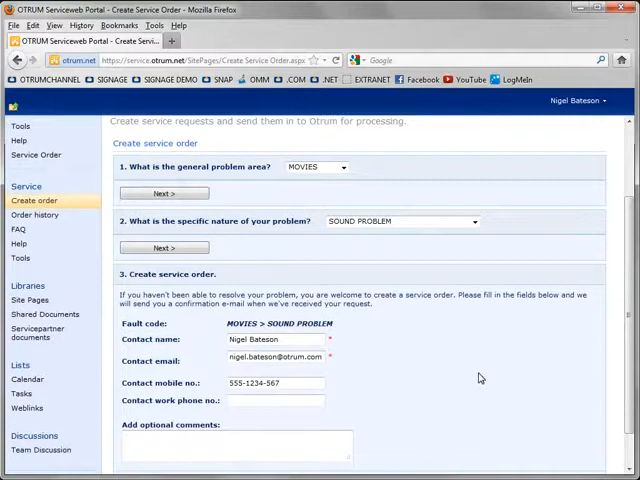 OTRUM Serviceweb Portal - Create Service Order - Mozilla Firefox
File Edit View History Bookmarks Tools Help
OTRUM Serviceweb Portal - Create Servi... +
otrum.net https://service.otrum.net/SitePages/Create Service Order.aspx Google
OTRUMCHANNEL SIGNAGE SIGNAGE DEMO SNAP OMM .COM .NET EXTRANET Facebook YouTube LogMeIn
Nigel Bateson
Tools
Help
Service Order
Service
Create order
Order history
FAQ
Help
Tools
Libraries
Site Pages
Shared Documents
Servicepartner
documents
Lists
Calendar
Tasks
Weblinks
Discussions
Team Discussion
Create service requests and send them in to Otrum for processing.
Create service order
1. What is the general problem area? MOVIES
Next >
2. What is the specific nature of your problem? SOUND PROBLEM
Next >
3. Create service order.
If you haven't been able to resolve your problem, you are welcome to create a service order. Please fill in the fields below and we
will send you a confirmation e-mail when we've received your request.
Fault code: MOVIES > SOUND PROBLEM
Contact name: Nigel Bateson *
Contact email: nigel.bateson@otrum.com *
Contact mobile no.: 555-1234-567
Contact work phone no.:
Add optional comments: